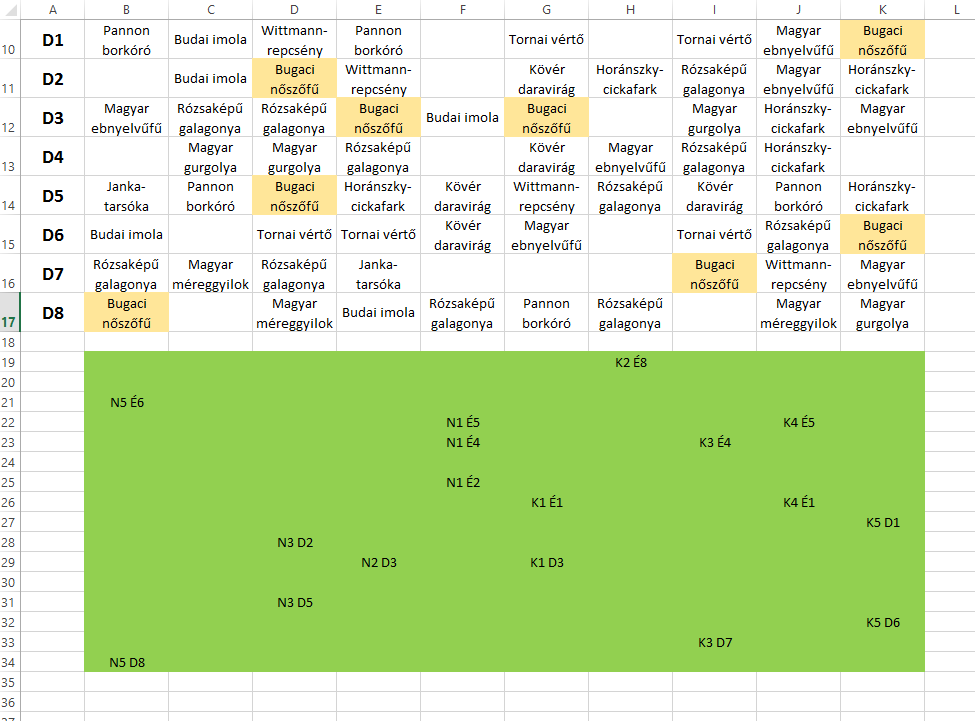 A B C D E F G H I J K L
10 D1 Pannon borkóró Budai imola Wittmann-repcsény Pannon borkóró Tornai vértő Tornai vértő Magyar ebnyelvűfű Bugaci nőszőfű
11 D2 Budai imola Bugaci nőszőfű Wittmann-repcsény Kövér daravirág Horánszky-cickafark Rózsaképű galagonya Magyar ebnyelvűfű Horánszky-cickafark
12 D3 Magyar ebnyelvűfű Rózsaképű galagonya Rózsaképű galagonya Bugaci nőszőfű Budai imola Bugaci nőszőfű Magyar gurgolya Horánszky-cickafark Magyar ebnyelvűfű
13 D4 Magyar gurgolya Magyar gurgolya Rózsaképű galagonya Kövér daravirág Magyar ebnyelvűfű Rózsaképű galagonya Horánszky-cickafark
14 D5 Janka-tarsóka Pannon borkóró Bugaci nőszőfű Horánszky-cickafark Kövér daravirág Wittmann-repcsény Rózsaképű galagonya Kövér daravirág Pannon borkóró Horánszky-cickafark
15 D6 Budai imola Tornai vértő Tornai vértő Kövér daravirág Magyar ebnyelvűfű Tornai vértő Rózsaképű galagonya Bugaci nőszőfű
16 D7 Rózsaképű galagonya Magyar méreggyilok Rózsaképű galagonya Janka-tarsóka Bugaci nőszőfű Wittmann-repcsény Magyar ebnyelvűfű
17 D8 Bugaci nőszőfű Magyar méreggyilok Budai imola Rózsaképű galagonya Pannon borkóró Rózsaképű galagonya Magyar méreggyilok Magyar gurgolya
18
19 K2 É8
20
21 N5 É6
22 N1 É5 K4 É5
23 N1 É4 K3 É4
24
25 N1 É2
26 K1 É1 K4 É1
27 K5 D1
28 N3 D2
29 N2 D3 K1 D3
30
31 N3 D5
32 K5 D6
33 K3 D7
34 N5 D8
35
36
37